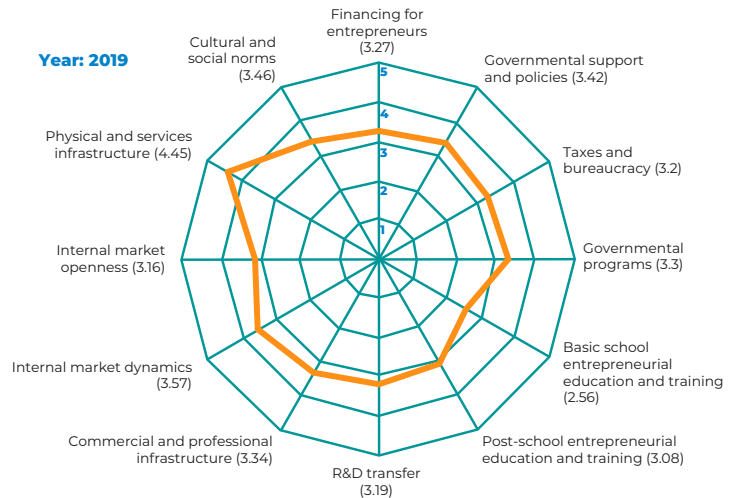 Year: 2019
Financing for
entrepreneurs
(3.27)
Governmental support
and policies (3.42)
Taxes and
bureaucracy (3.2)
Governmental
programs (3.3)
Basic school
entrepreneurial
education and training
(2.56)
Post-school entrepreneurial
education and training (3.08)
R&D transfer
(3.19)
Commercial and professional
infrastructure (3.34)
Internal market dynamics
(3.57)
Internal market
openness (3.16)
Physical and services
infrastructure (4.45)
Cultural and
social norms
(3.46)
5
4
3
2
1